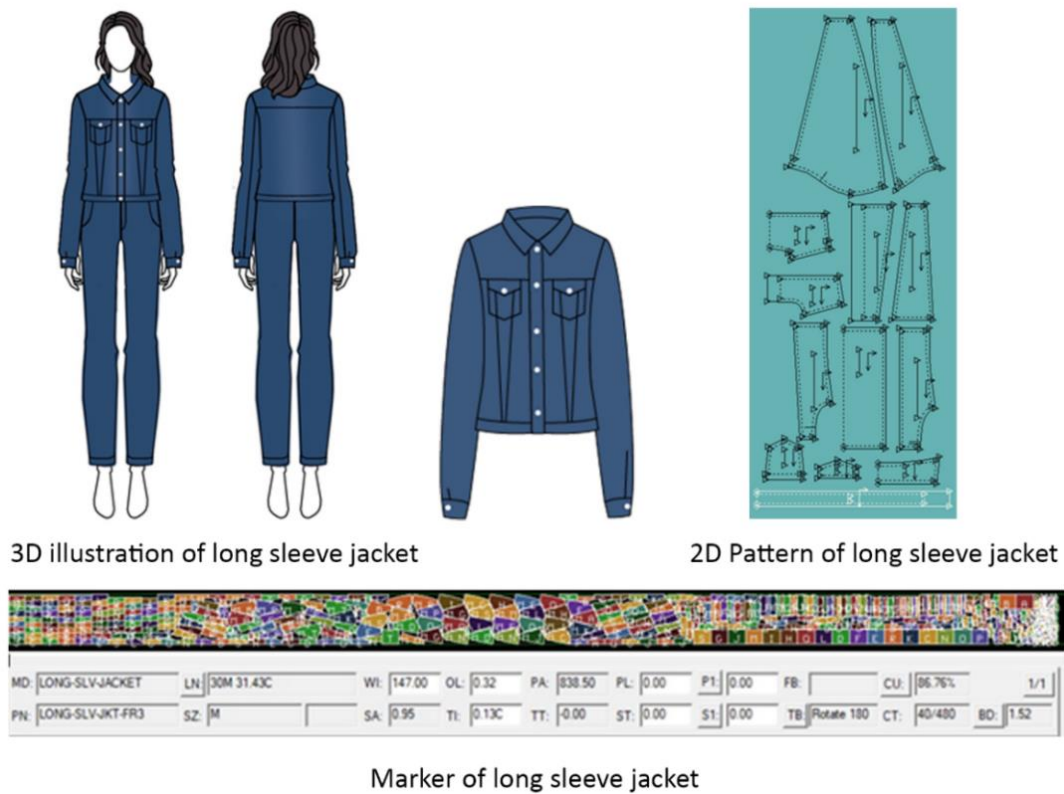 3D illustration of long sleeve jacket
2D Pattern of long sleeve jacket
MD: LONG-SLV-JACKET LN: 30M 31.43C WI: 147.00 OL: 0.32 PA: 838.50 PL: 0.00 P1: 0.00 FB: CU: 86.76% 1/1
PN: LONG-SLV-JKT-FR3 SZ: M SA: 0.95 TI: 0.13C TT: -0.00 ST: 0.00 S1: 0.00 TB: Rotate 180 CT: 40/480 BD: 1.52
Marker of long sleeve jacket